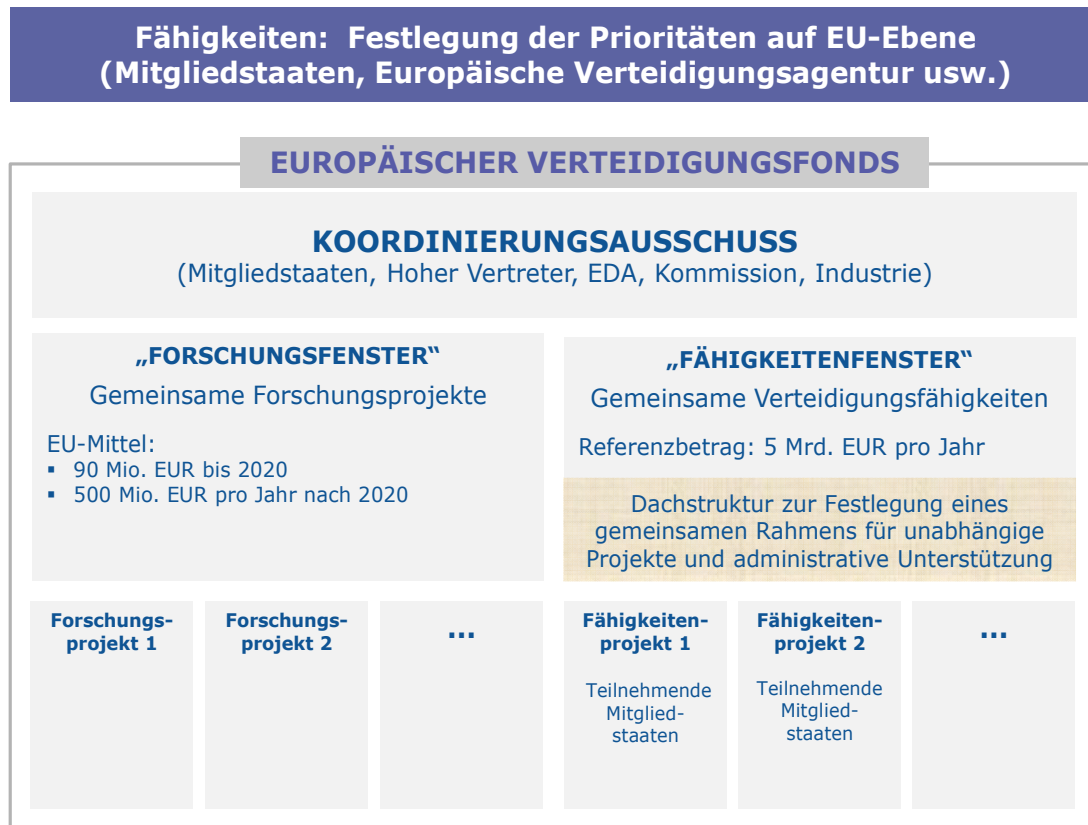 Fähigkeiten: Festlegung der Prioritäten auf EU-Ebene
(Mitgliedstaaten, Europäische Verteidigungsagentur usw.)
EUROPÄISCHER VERTEIDIGUNGSFONDS
KOORDINIERUNGSAUSSCHUSS
(Mitgliedstaaten, Hoher Vertreter, EDA, Kommission, Industrie)
„FORSCHUNGSFENSTER“
Gemeinsame Forschungsprojekte
EU-Mittel:
▪ 90 Mio. EUR bis 2020
▪ 500 Mio. EUR pro Jahr nach 2020
„FÄHIGKEITENFENSTER“
Gemeinsame Verteidigungsfähigkeiten
Referenzbetrag: 5 Mrd. EUR pro Jahr
Dachstruktur zur Festlegung eines
gemeinsamen Rahmens für unabhängige
Projekte und administrative Unterstützung
Forschungs-
projekt 1
Forschungs-
projekt 2
...
Fähigkeiten-
projekt 1
Teilnehmende
Mitglied-
staaten
Fähigkeiten-
projekt 2
Teilnehmende
Mitglied-
staaten
...